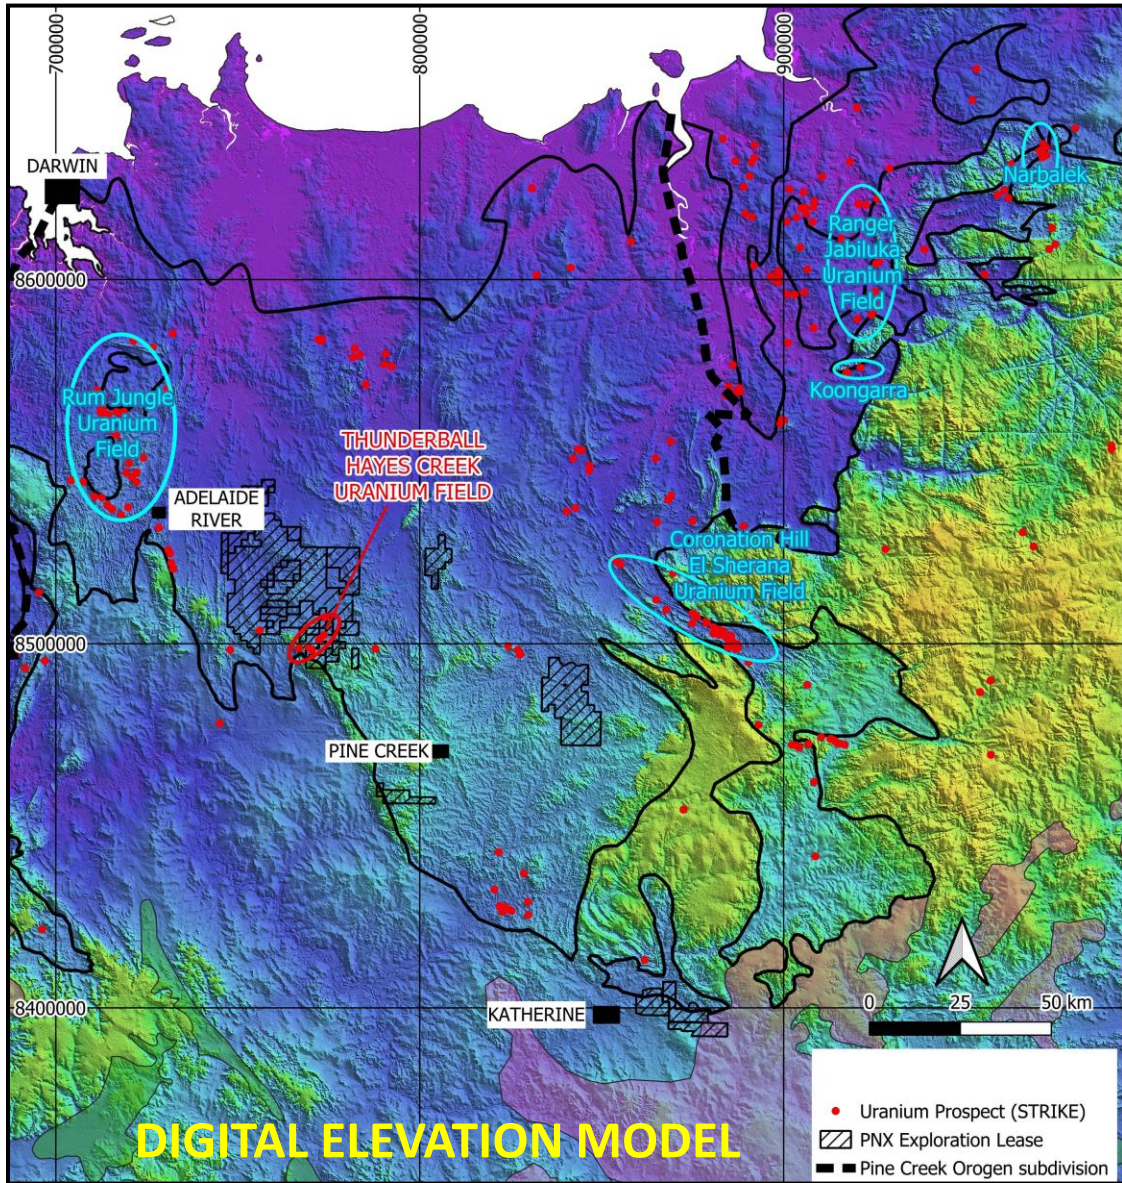 700000
800000
900000
DARWIN
Narbalek
Ranger
Jabiluka
Uranium
Field
8600000
Koongarra
Rum Jungle
Uranium
Field
THUNDERBALL
HAYES CREEK
URANIUM FIELD
ADELAIDE
RIVER
Coronation Hill
El Sherana
Uranium Field
8500000
PINE CREEK
8400000
KATHERINE
0 25 50 km
Uranium Prospect (STRIKE)
PNX Exploration Lease
Pine Creek Orogen subdivision
DIGITAL ELEVATION MODEL